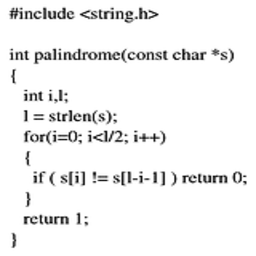 #include <string.h>
int palindrome(const char *s)
{
int i,l;
l = strlen(s);
for(i=0; i<l/2; i++)
{
if ( s[i] != s[l-i-1] ) return 0;
}
return 1;
}